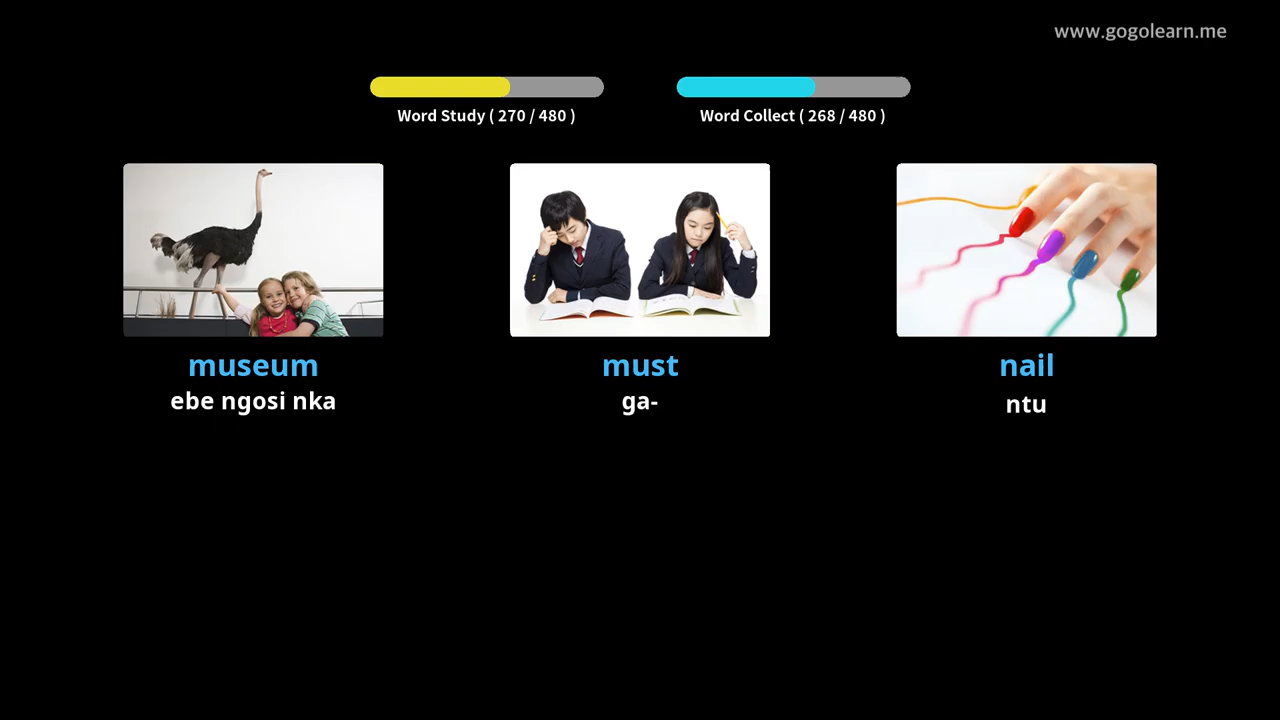 www.gogolearn.me
Word Study ( 270 / 480 )
Word Collect ( 268 / 480 )
museum
ebe ngosi nka
must
ga-
nail
ntu